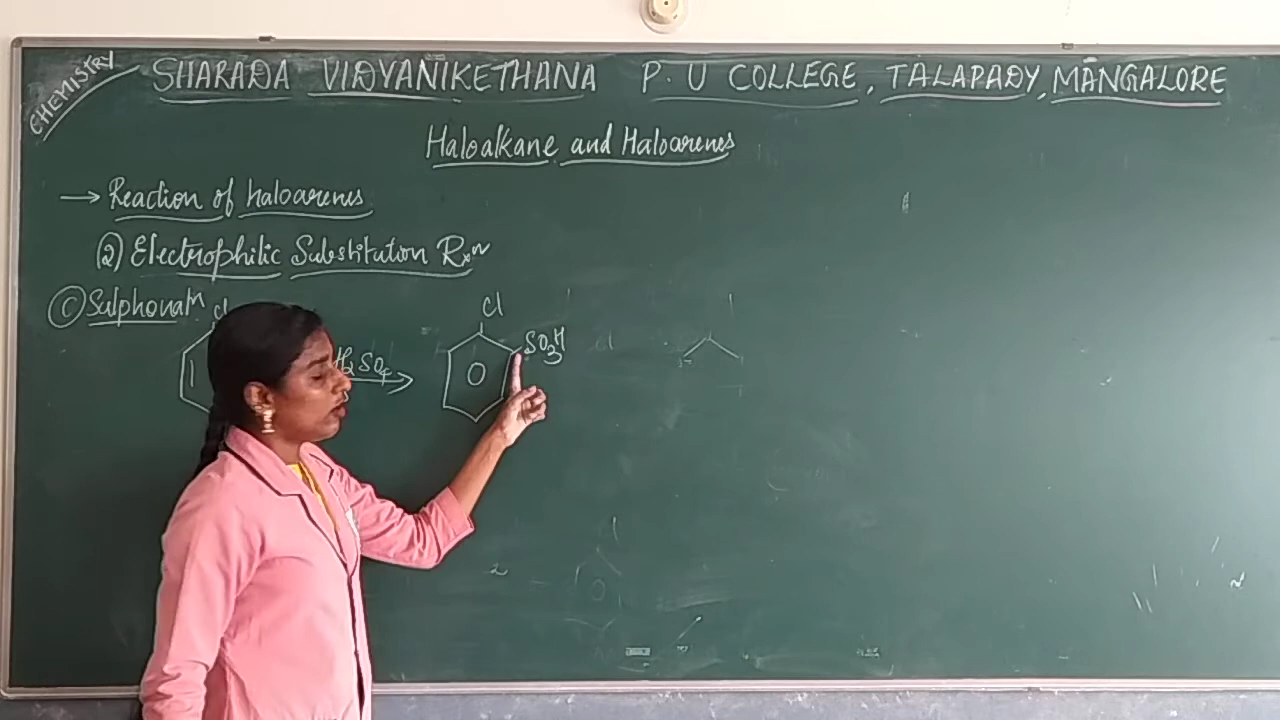 CHEMISTRY
SHARADA VIDYANIKETHANA P. U COLLEGE, TALAPADY, MANGALORE
Haloalkane and Haloarenes
→ Reaction of haloarenes
(2) Electrophilic Substitution Rxn
(C) Sulphonatn
Cl
Cl
H2SO4
SO3H